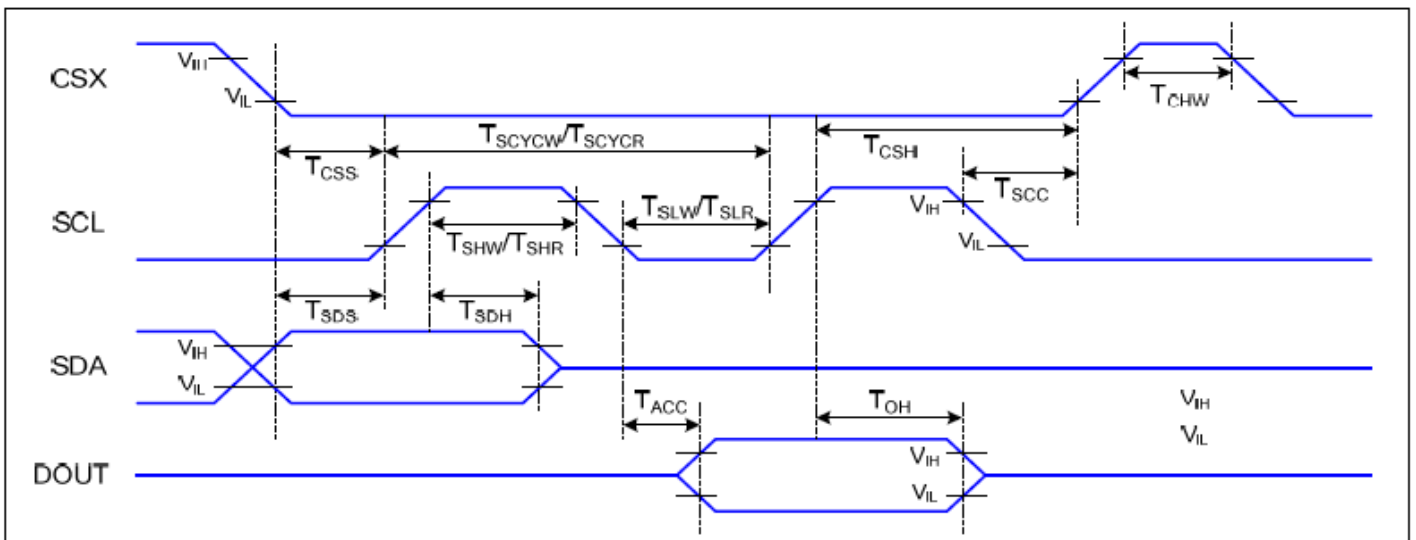 CSX
VIH
VIL
TCHW
TSCYCW/TSCYCR
TCSH
TCSS
TSCC
SCL
TSLW/TSLR
VIH
TSHW/TSHR
VIL
TSDS
TSDH
SDA
VIH
VIL
TACC
TOH
VIH
VIL
DOUT
VIH
VIL